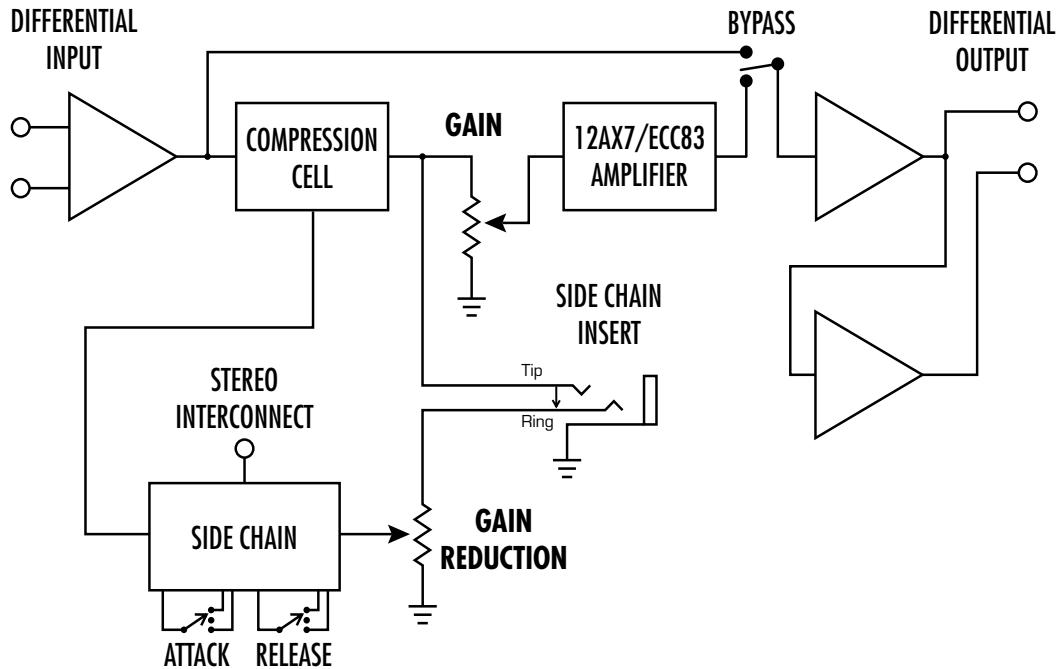 DIFFERENTIAL
INPUT
BYPASS
DIFFERENTIAL
OUTPUT
COMPRESSION
CELL
GAIN
12AX7/ECC83
AMPLIFIER
SIDE CHAIN
INSERT
Tip
Ring
STEREO
INTERCONNECT
SIDE CHAIN
GAIN
REDUCTION
ATTACK
RELEASE